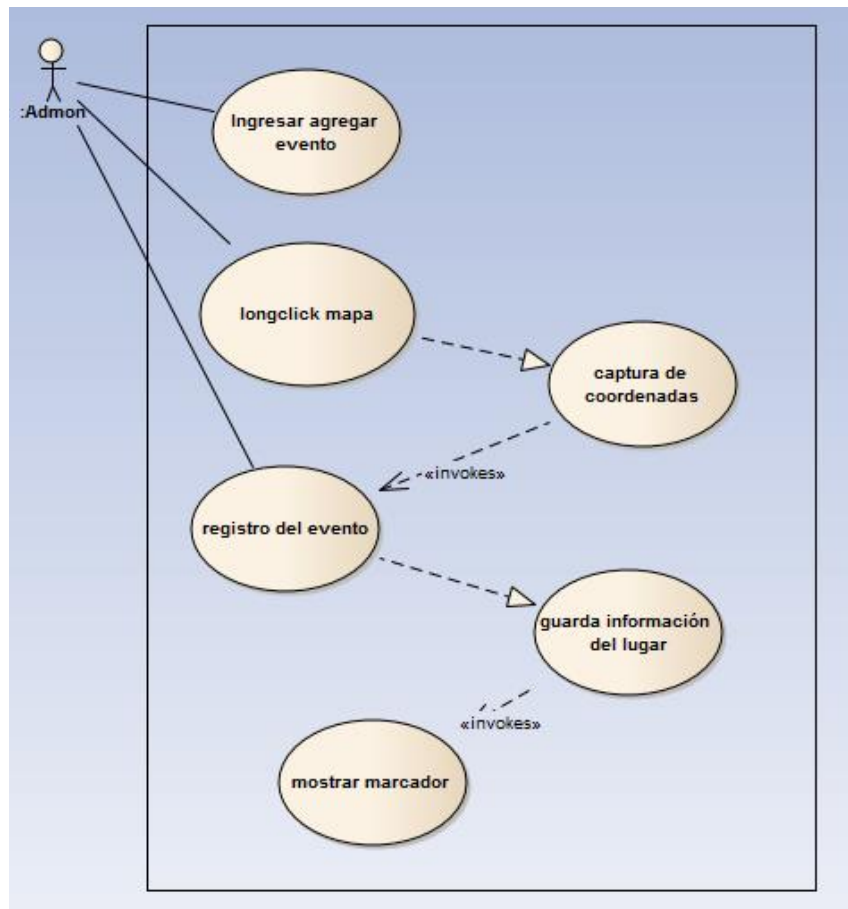 :Admon
Ingresar agregar
evento
longclick mapa
captura de
coordenadas
«invokes»
registro del evento
guarda información
del lugar
«invokes»
mostrar marcador